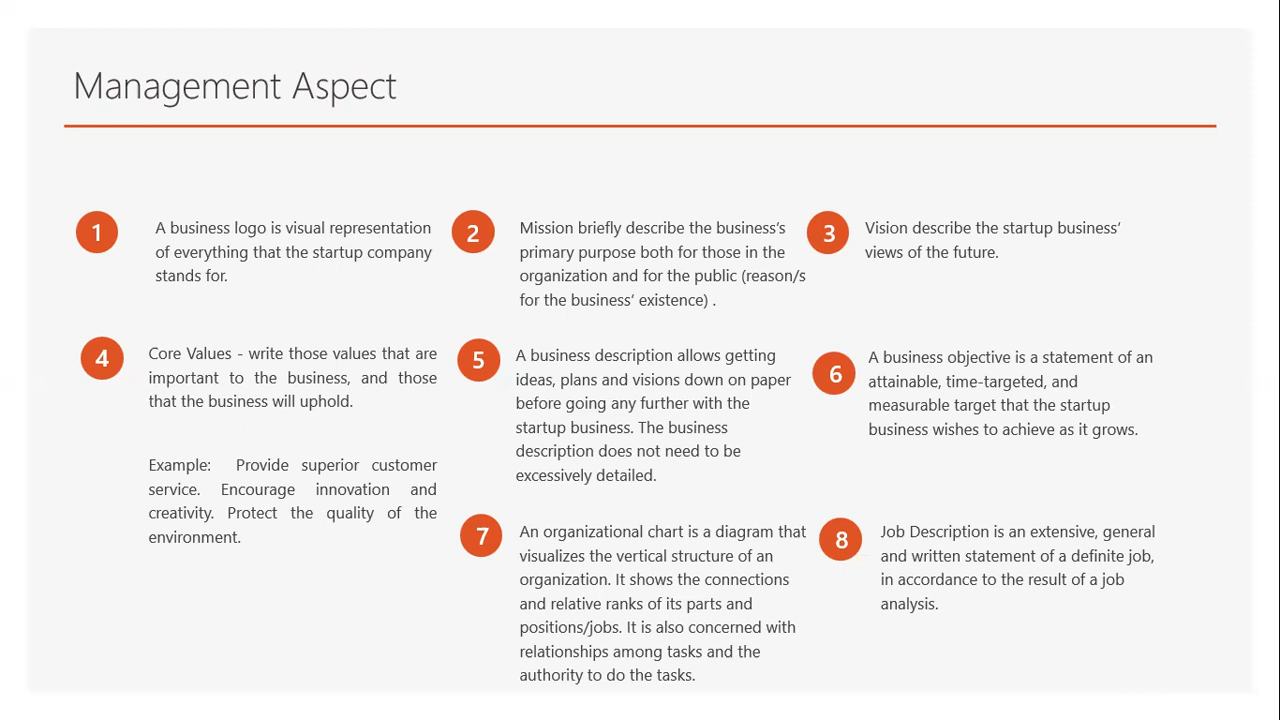 Management Aspect
1
A business logo is visual representation
of everything that the startup company
stands for.
2
Mission briefly describe the business's
primary purpose both for those in the
organization and for the public (reason/s
for the business' existence) .
3
Vision describe the startup business'
views of the future.
4
Core Values - write those values that are
important to the business, and those
that the business will uphold.
Example: Provide superior customer
service. Encourage innovation and
creativity. Protect the quality of the
environment.
5
A business description allows getting
ideas, plans and visions down on paper
before going any further with the
startup business. The business
description does not need to be
excessively detailed.
6
A business objective is a statement of an
attainable, time-targeted, and
measurable target that the startup
business wishes to achieve as it grows.
7
An organizational chart is a diagram that
visualizes the vertical structure of an
organization. It shows the connections
and relative ranks of its parts and
positions/jobs. It is also concerned with
relationships among tasks and the
authority to do the tasks.
8
Job Description is an extensive, general
and written statement of a definite job,
in accordance to the result of a job
analysis.